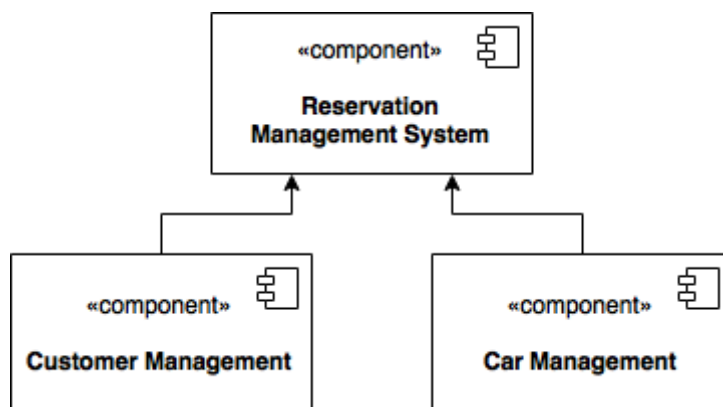 «component»
Reservation
Management System
«component»
Customer Management
«component»
Car Management